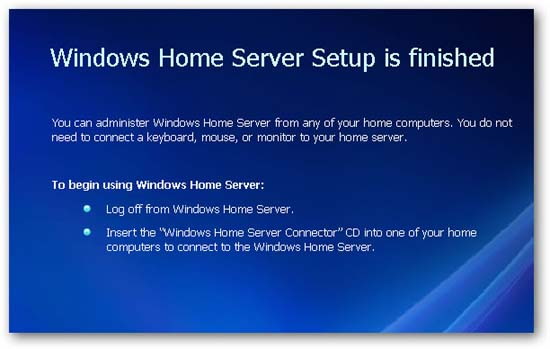 Windows Home Server Setup is finished
You can administer Windows Home Server from any of your home computers. You do not
need to connect a keyboard, mouse, or monitor to your home server.
To begin using Windows Home Server:
Log off from Windows Home Server.
Insert the “Windows Home Server Connector” CD into one of your home
computers to connect to the Windows Home Server.